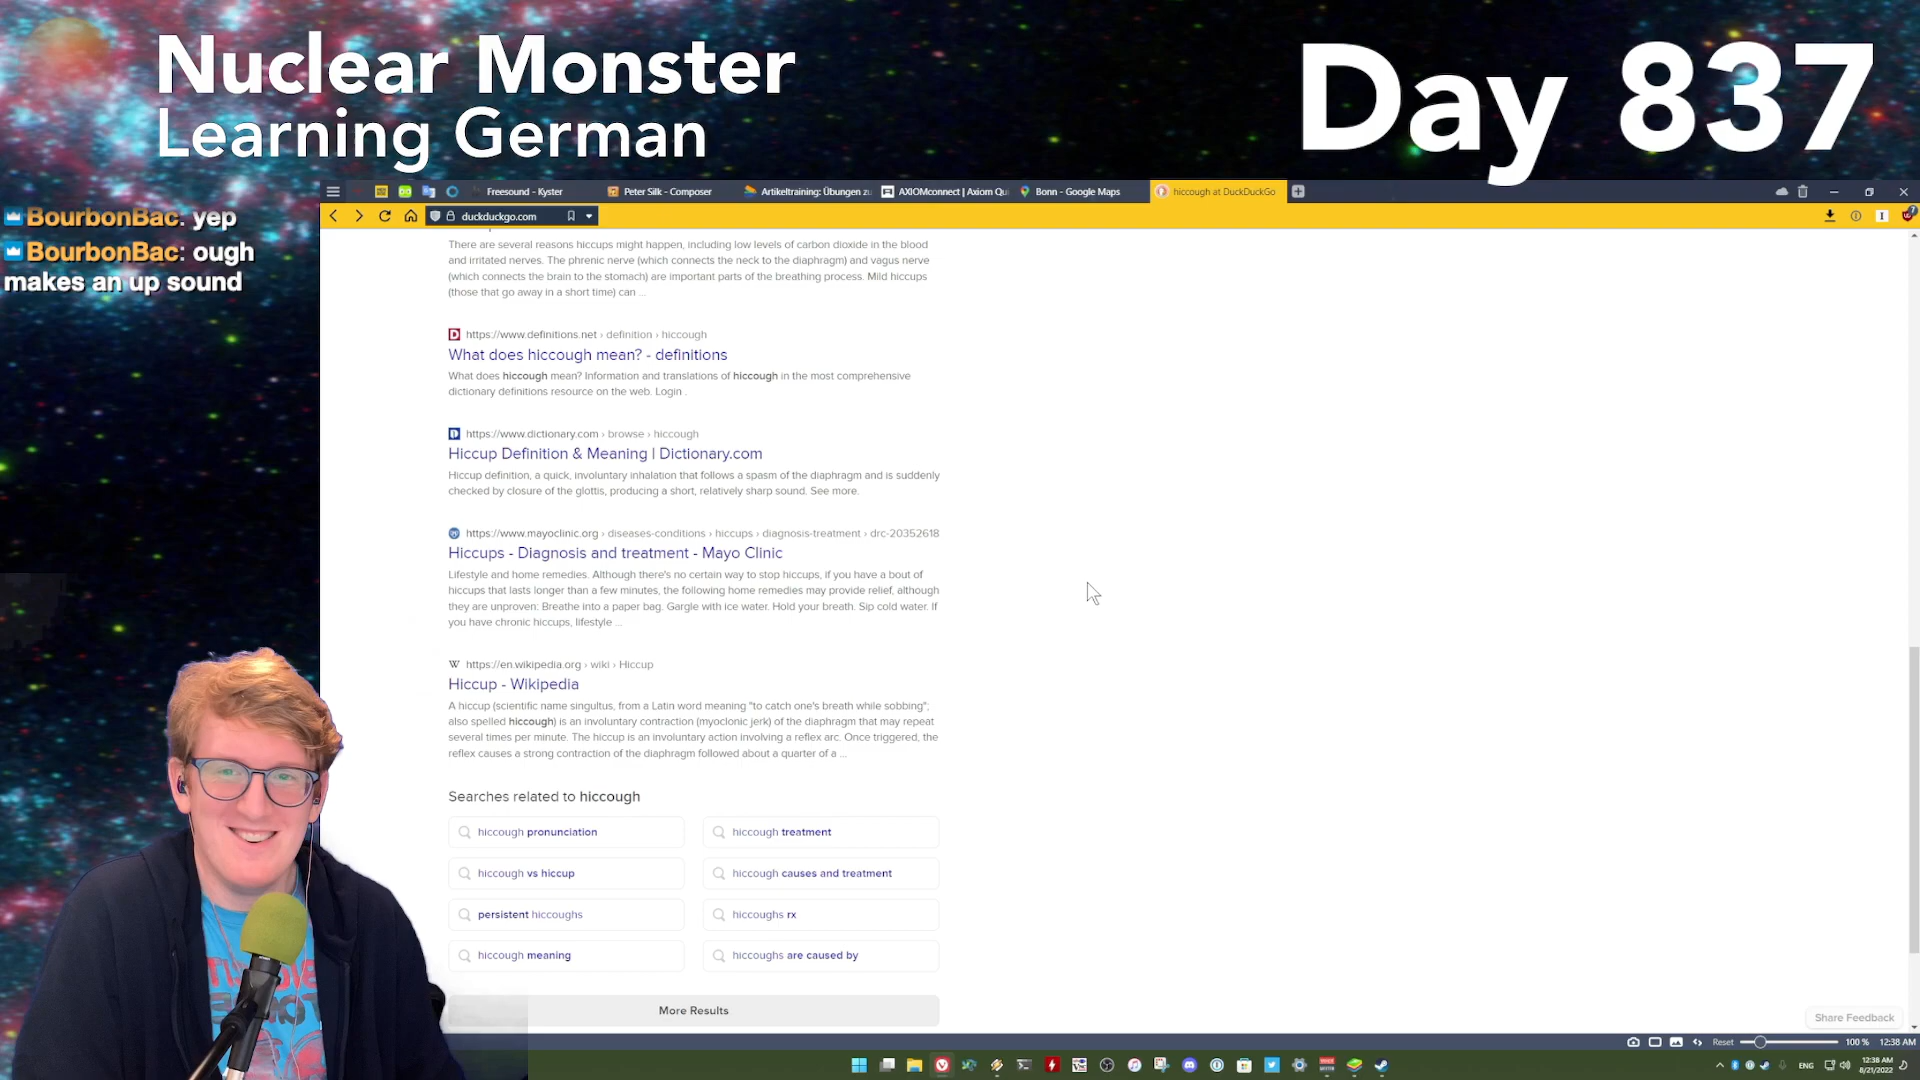 Nuclear Monster
Learning German
Day 837
BourbonBac: yep
BourbonBac: ough
makes an up sound
Freesound - Kyster
Peter Silk - Composer
Artikeltraining: Übungen zu
AXIOMconnect | Axiom Qu
Bonn - Google Maps
hiccough at DuckDuckGo
duckduckgo.com
There are several reasons hiccups might happen, including low levels of carbon dioxide in the blood
and irritated nerves. The phrenic nerve (which connects the neck to the diaphragm) and vagus nerve
(which connects the brain to the stomach) are important parts of the breathing process. Mild hiccups
(those that go away in a short time) can ...
https://www.definitions.net › definition › hiccough
What does hiccough mean? - definitions
What does hiccough mean? Information and translations of hiccough in the most comprehensive
dictionary definitions resource on the web. Login .
https://www.dictionary.com › browse › hiccough
Hiccup Definition & Meaning | Dictionary.com
Hiccup definition, a quick, involuntary inhalation that follows a spasm of the diaphragm and is suddenly
checked by closure of the glottis, producing a short, relatively sharp sound. See more.
https://www.mayoclinic.org › diseases-conditions › hiccups › diagnosis-treatment › drc-20352618
Hiccups - Diagnosis and treatment - Mayo Clinic
Lifestyle and home remedies. Although there's no certain way to stop hiccups, if you have a bout of
hiccups that lasts longer than a few minutes, the following home remedies may provide relief, although
they are unproven: Breathe into a paper bag. Gargle with ice water. Hold your breath. Sip cold water. If
you have chronic hiccups, lifestyle ...
https://en.wikipedia.org › wiki › Hiccup
Hiccup - Wikipedia
A hiccup (scientific name singultus, from a Latin word meaning "to catch one's breath while sobbing";
also spelled hiccough) is an involuntary contraction (myoclonic jerk) of the diaphragm that may repeat
several times per minute. The hiccup is an involuntary action involving a reflex arc. Once triggered, the
reflex causes a strong contraction of the diaphragm followed about a quarter of a ...
Searches related to hiccough
hiccough pronunciation
hiccough treatment
hiccough vs hiccup
hiccough causes and treatment
persistent hiccoughs
hiccoughs rx
hiccough meaning
hiccoughs are caused by
More Results
Share Feedback
Reset
100 %
12:38 AM
ENG
12:38 AM
8/21/2022